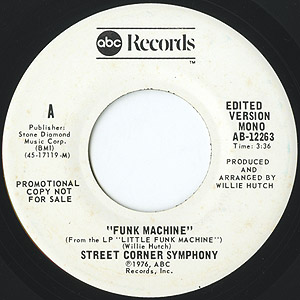 abc Records
TM
A
Publisher:
Stone Diamond
Music Corp.
(BMI)
(45-17119-M)
EDITED
VERSION
MONO
AB-12263
Time: 3:36
PROMOTIONAL
COPY NOT
FOR SALE
PRODUCED
AND
ARRANGED BY
WILLIE HUTCH
"FUNK MACHINE"
(From the LP "LITTLE FUNK MACHINE")
(Willie Hutch)
STREET CORNER SYMPHONY
℗1976, ABC
Records, Inc.